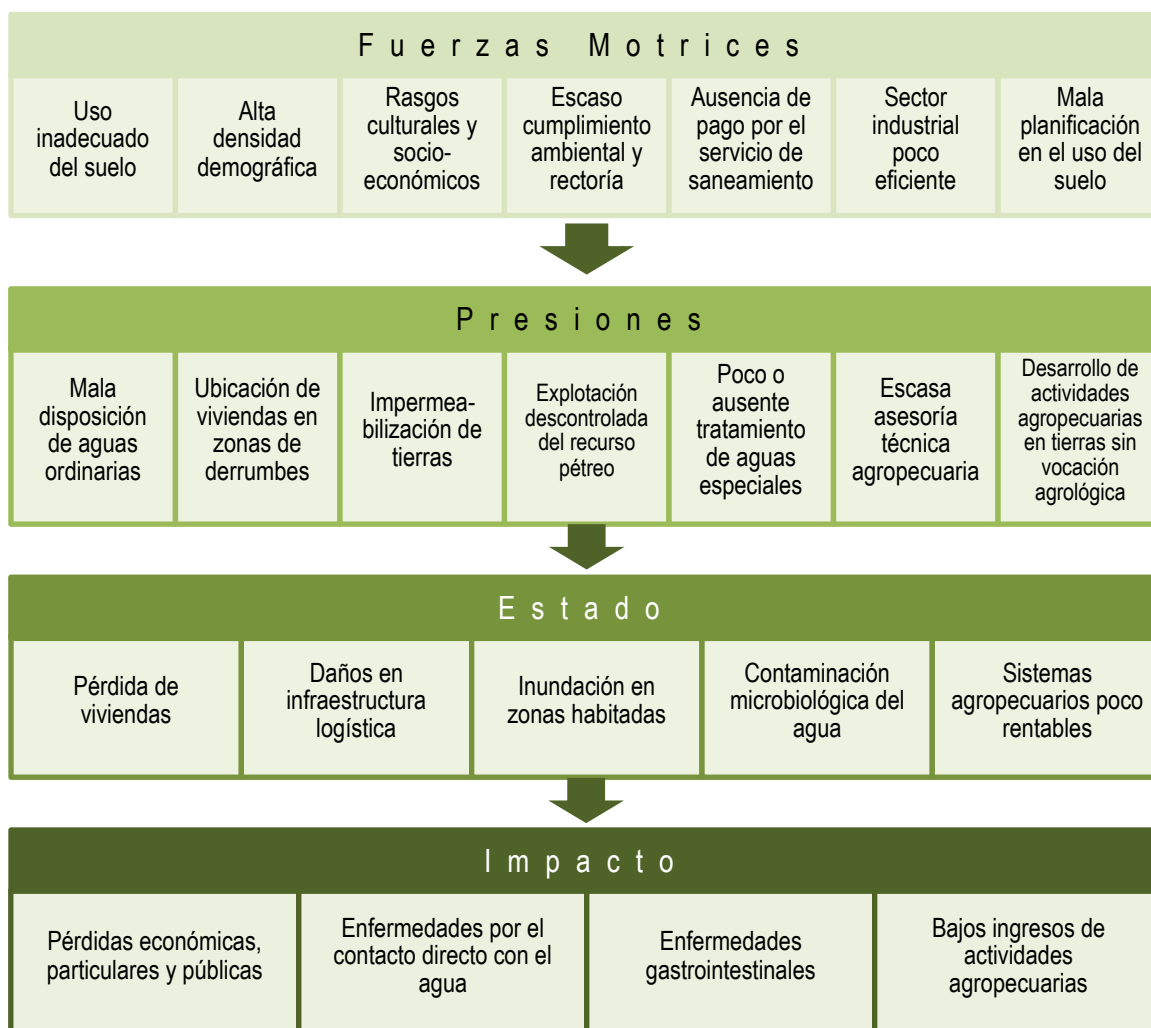 Fuerzas Motrices
Uso
inadecuado
del suelo
Alta
densidad
demográfica
Rasgos
culturales y
socio-
económicos
Escaso
cumplimiento
ambiental y
rectoría
Ausencia de
pago por el
servicio de
saneamiento
Sector
industrial
poco
eficiente
Mala
planificación
en el uso del
suelo
Presiones
Mala
disposición
de aguas
ordinarias
Ubicación de
viviendas en
zonas de
derrumbes
Impermea-
bilización de
tierras
Explotación
descontrolada
del recurso
pétreo
Poco o
ausente
tratamiento
de aguas
especiales
Escasa
asesoría
técnica
agropecuaria
Desarrollo de
actividades
agropecuarias
en tierras sin
vocación
agrológica
Estado
Pérdida de
viviendas
Daños en
infraestructura
logística
Inundación en
zonas habitadas
Contaminación
microbiológica del
agua
Sistemas
agropecuarios poco
rentables
Impacto
Pérdidas económicas,
particulares y públicas
Enfermedades por el
contacto directo con el
agua
Enfermedades
gastrointestinales
Bajos ingresos de
actividades
agropecuarias